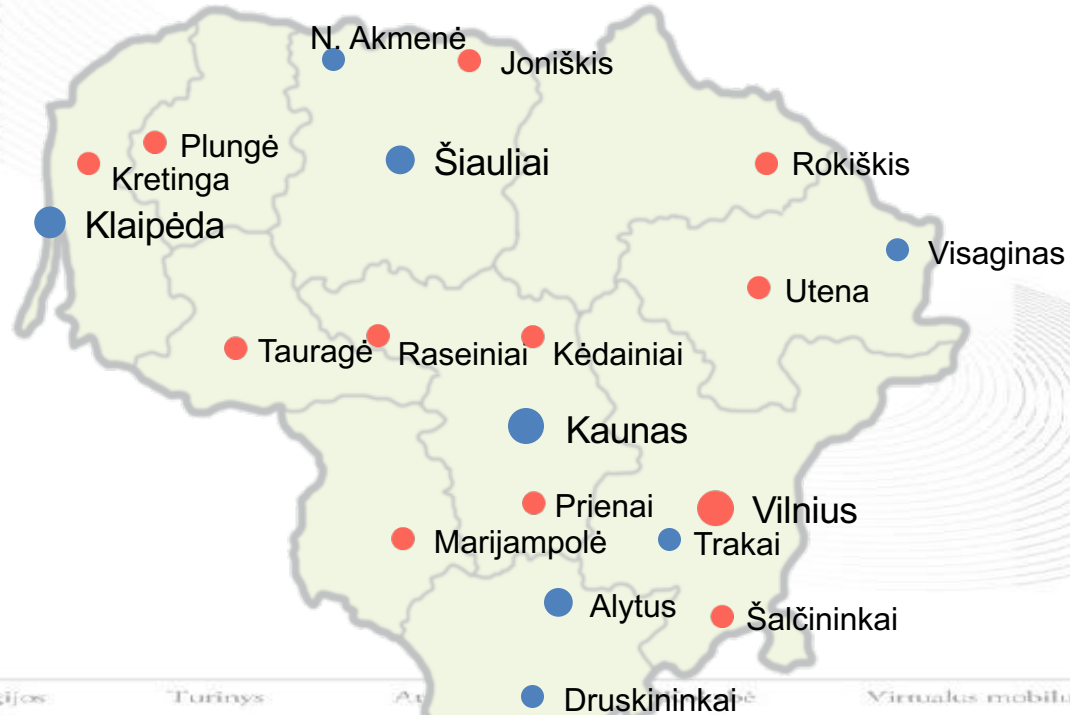 N. Akmenė
Joniškis
Plungė
Šiauliai
Rokiškis
Kretinga
Klaipėda
Visaginas
Utena
Tauragė
Raseiniai
Kėdainiai
Kaunas
Prienai
Vilnius
Marijampolė
Trakai
Alytus
Šalčininkai
Turinys
Druskininkai